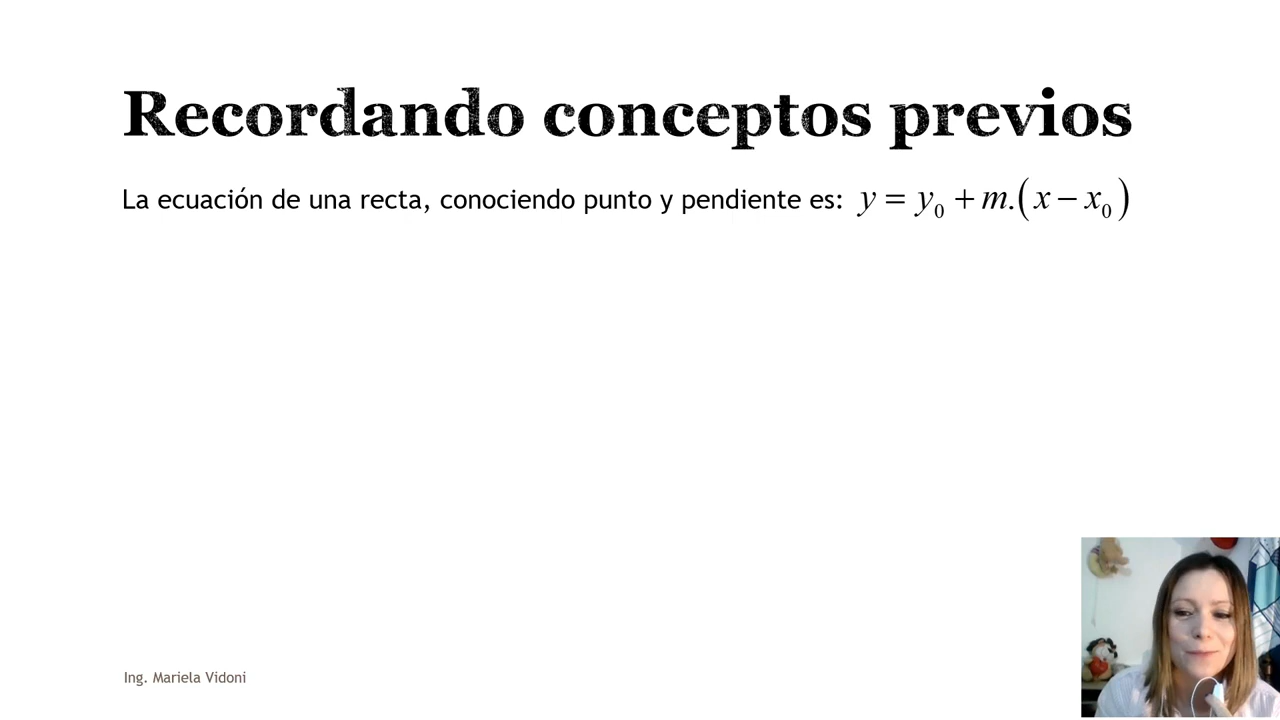 Recordando conceptos previos
La ecuación de una recta, conociendo punto y pendiente es: y = y₀ + m.(x − x₀)
Ing. Mariela Vidoni